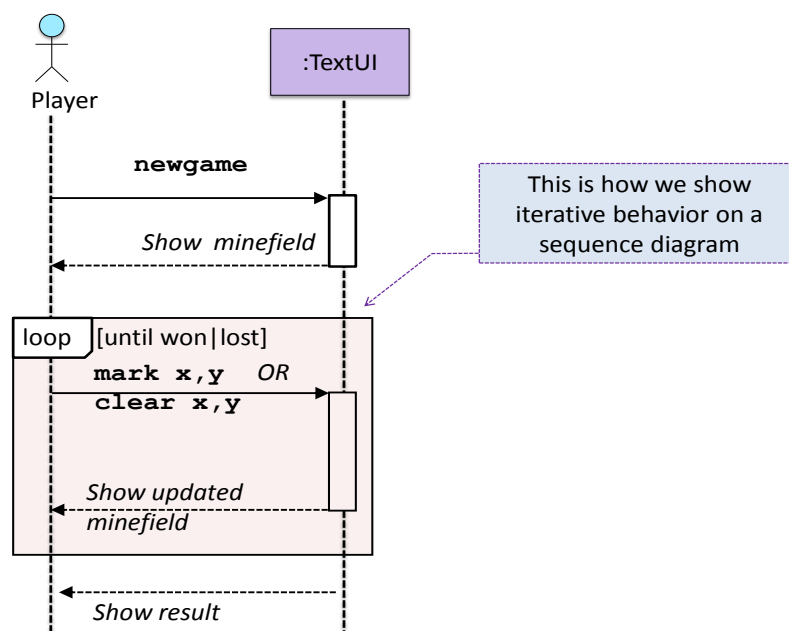 :TextUI
Player
newgame
This is how we show
iterative behavior on a
sequence diagram
Show minefield
loop [until won|lost]
mark x,y OR
clear x,y
Show updated
minefield
Show result